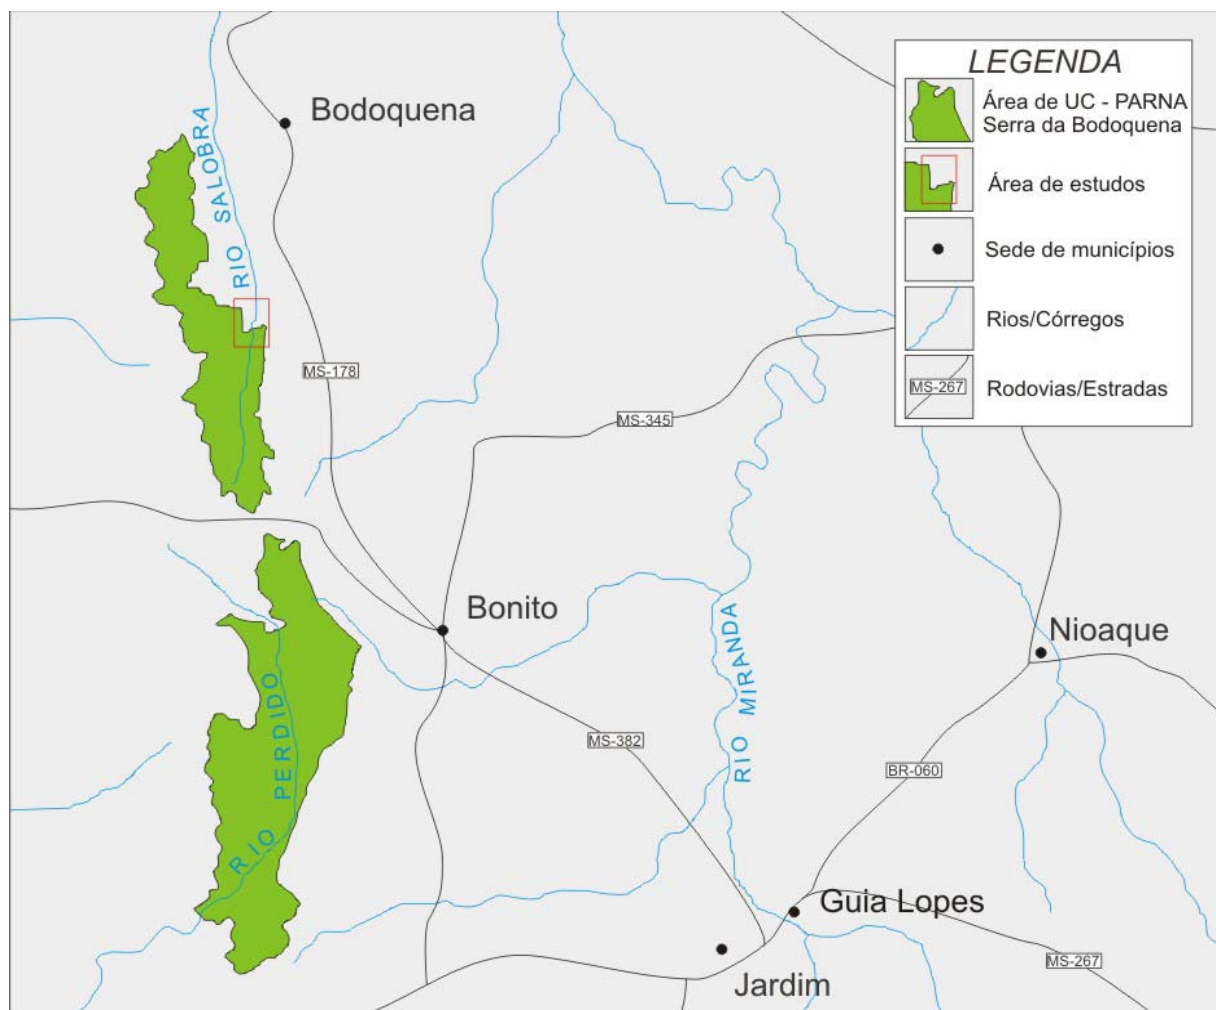 LEGENDA
Área de UC - PARNA
Serra da Bodoquena
Área de estudos
Sede de municípios
Rios/Córregos
MS-267
Rodovias/Estradas
Bodoquena
RIO SALOBRA
MS-178
MS-345
Bonito
RIO MIRANDA
Nioaque
RIO PERDIDO
MS-382
BR-060
Guia Lopes
MS-267
Jardim